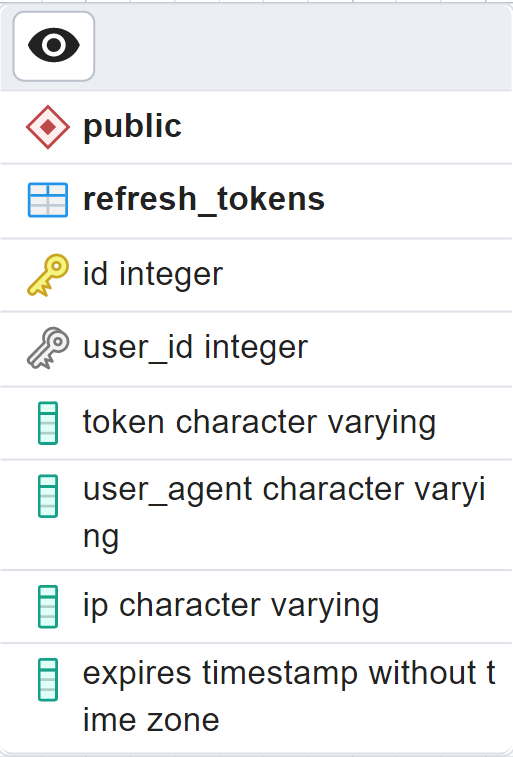 public
refresh_tokens
id integer
user_id integer
token character varying
user_agent character varyi
ng
ip character varying
expires timestamp without t
ime zone